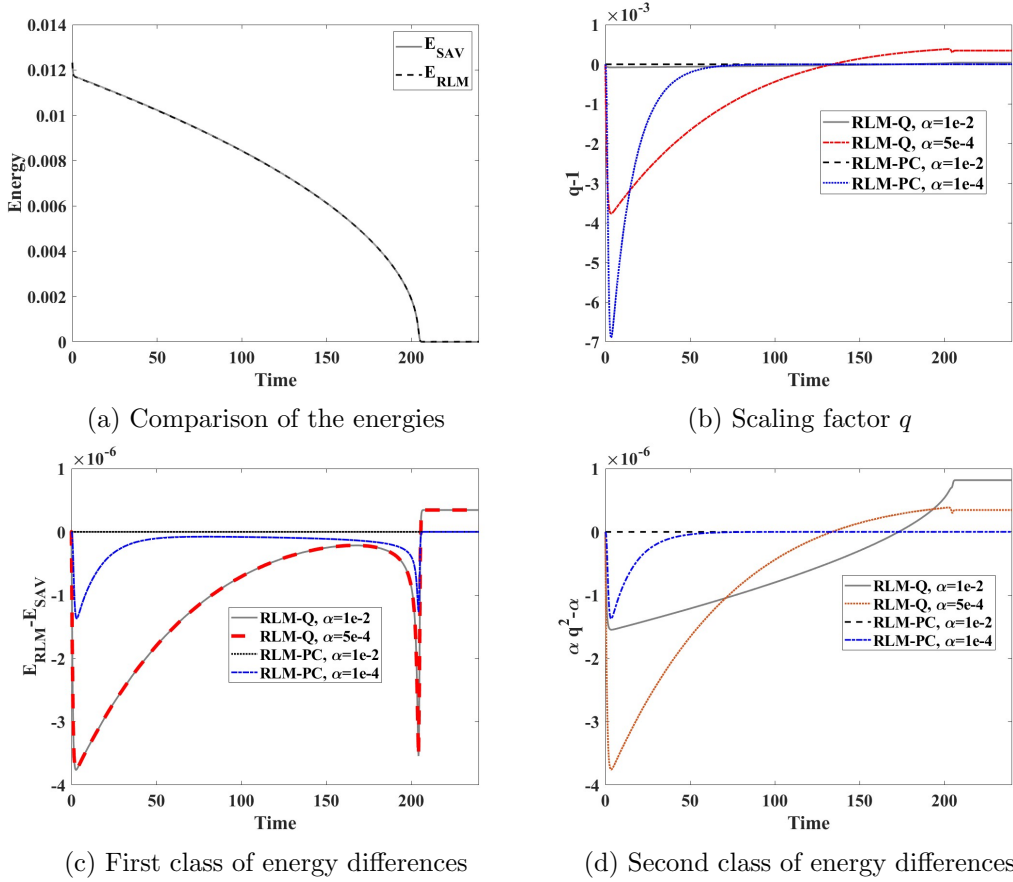 0.014
0.012
0.01
0.008
0.006
0.004
0.002
0
Energy
E_SAV
E_RLM
0 50 100 150 200
Time
(a) Comparison of the energies
×10^-3
1
0
-1
-2
-3
-4
-5
-6
-7
q-1
RLM-Q, α=1e-2
RLM-Q, α=5e-4
RLM-PC, α=1e-2
RLM-PC, α=1e-4
0 50 100 150 200
Time
(b) Scaling factor q
×10^-6
1
0
-1
-2
-3
-4
E_RLM-E_SAV
RLM-Q, α=1e-2
RLM-Q, α=5e-4
RLM-PC, α=1e-2
RLM-PC, α=1e-4
0 50 100 150 200
Time
(c) First class of energy differences
×10^-6
1
0
-1
-2
-3
-4
α q^2-α
RLM-Q, α=1e-2
RLM-Q, α=5e-4
RLM-PC, α=1e-2
RLM-PC, α=1e-4
0 50 100 150 200
Time
(d) Second class of energy differences